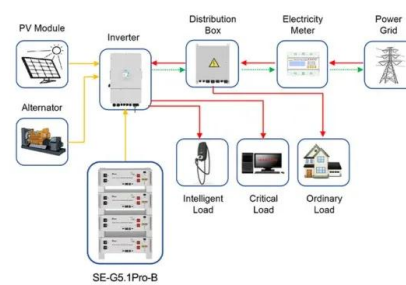 PV Module
Inverter
Distribution
Box
Electricity
Meter
Power
Grid
Alternator
Intelligent
Load
Critical
Load
Ordinary
Load
SE-G5.1Pro-B